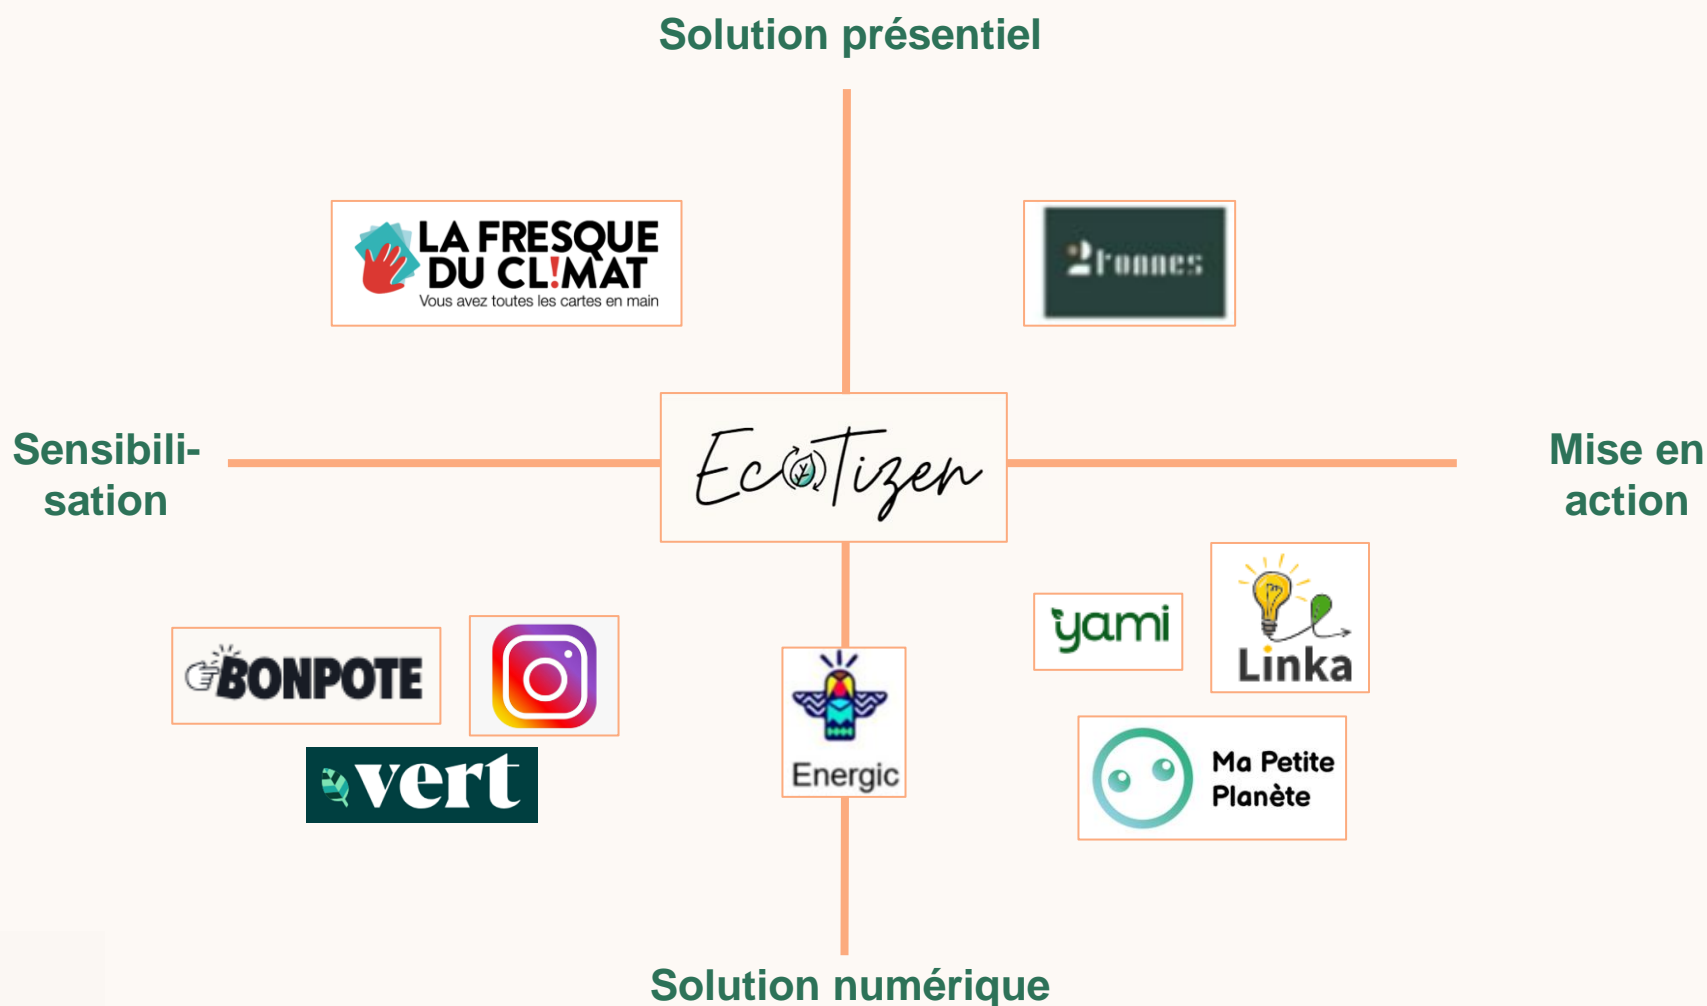 Solution présentiel
LA FRESQUE
DU CL!MAT
Vous avez toutes les cartes en main
2tonnes
EcoTizen
Sensibili-
sation
Mise en
action
BONPOTE
yami
Linka
vert
Energic
Ma Petite
Planète
Solution numérique